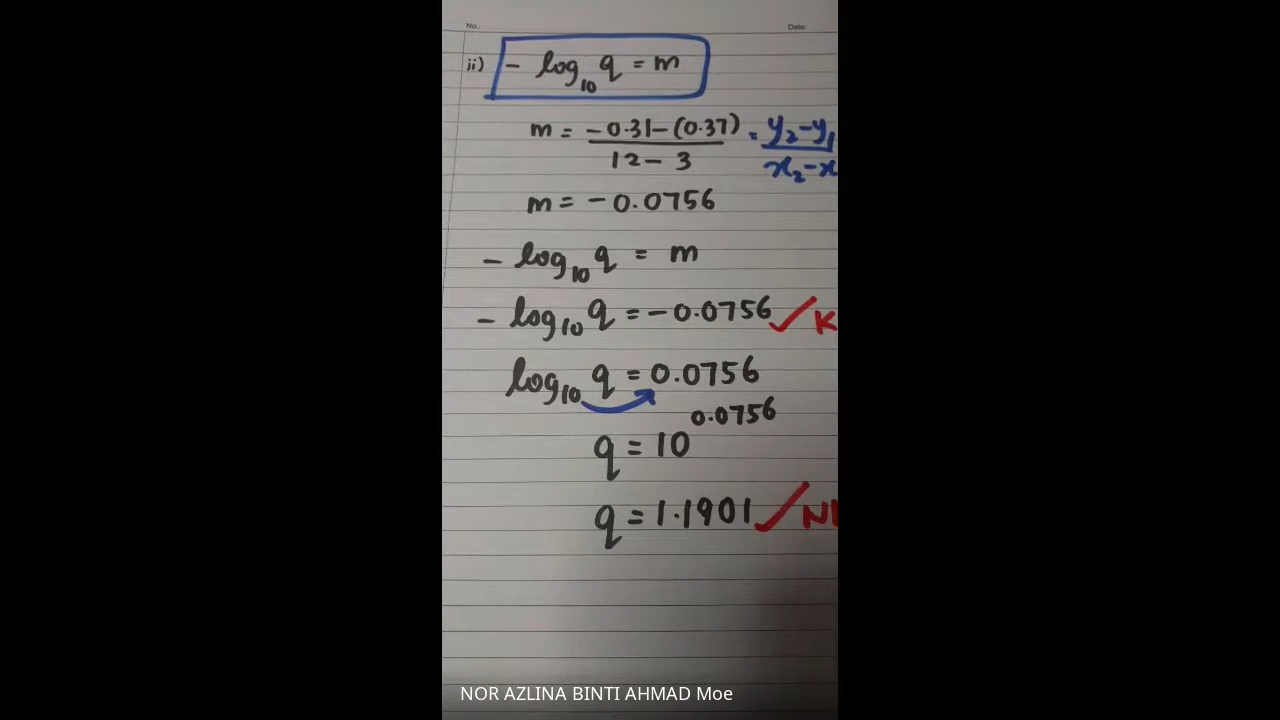 No.: Date:
ii) - log₁₀ q = m
m = -0.31-(0.37) / 12 - 3 = y₂-y₁ / x₂-x
m = -0.0756
- log₁₀ q = m
- log₁₀ q = -0.0756 ✓ K
log₁₀ q = 0.0756
q = 10^0.0756
q = 1.1901 ✓ N1
NOR AZLINA BINTI AHMAD Moe